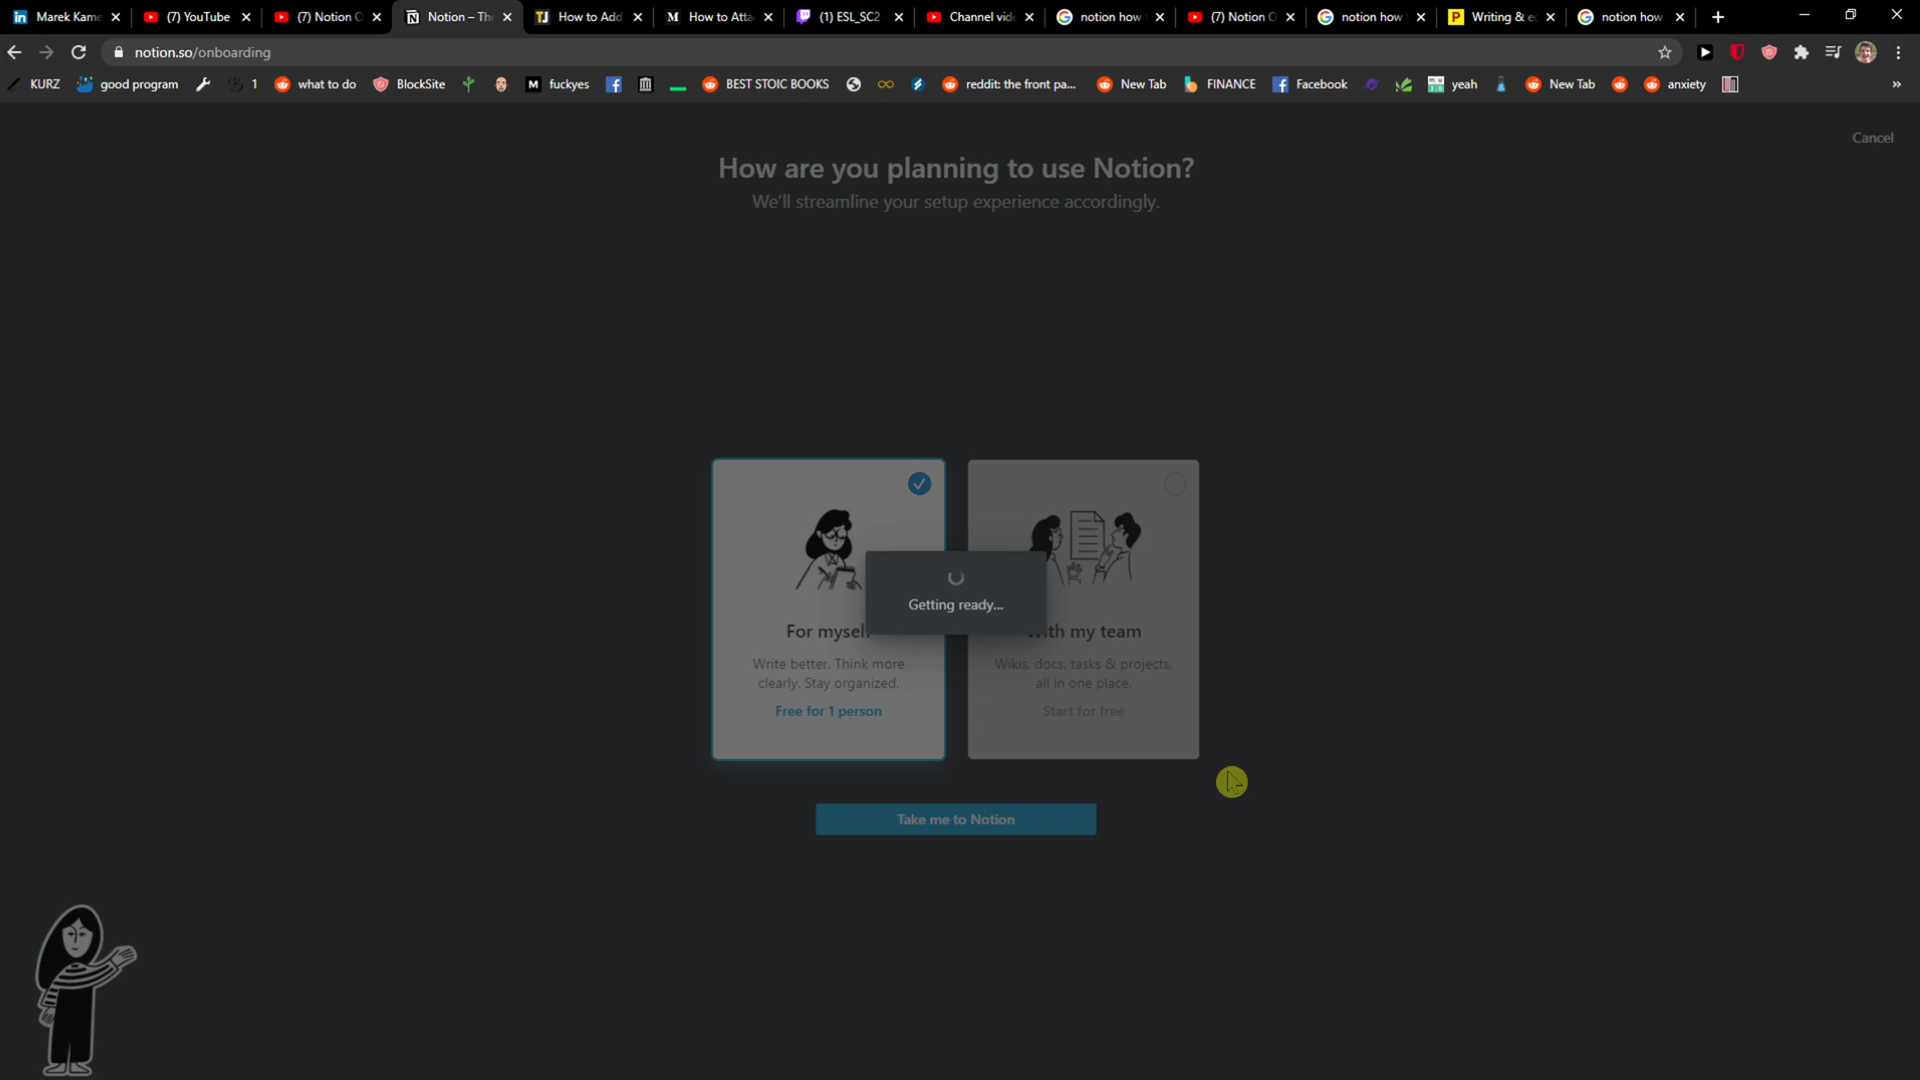 Marek Kame
(7) YouTube
(7) Notion O
Notion – The
How to Add
How to Atta
(1) ESL_SC2
Channel vide
notion how
(7) Notion O
notion how
Writing & e
notion how
notion.so/onboarding
KURZ
good program
1
what to do
BlockSite
fuckyes
BEST STOIC BOOKS
reddit: the front pa...
New Tab
FINANCE
Facebook
yeah
New Tab
anxiety
Cancel
How are you planning to use Notion?
We'll streamline your setup experience accordingly.
Getting ready...
For myself
Write better. Think more
clearly. Stay organized.
Free for 1 person
With my team
Wikis, docs, tasks & projects,
all in one place.
Start for free
Take me to Notion